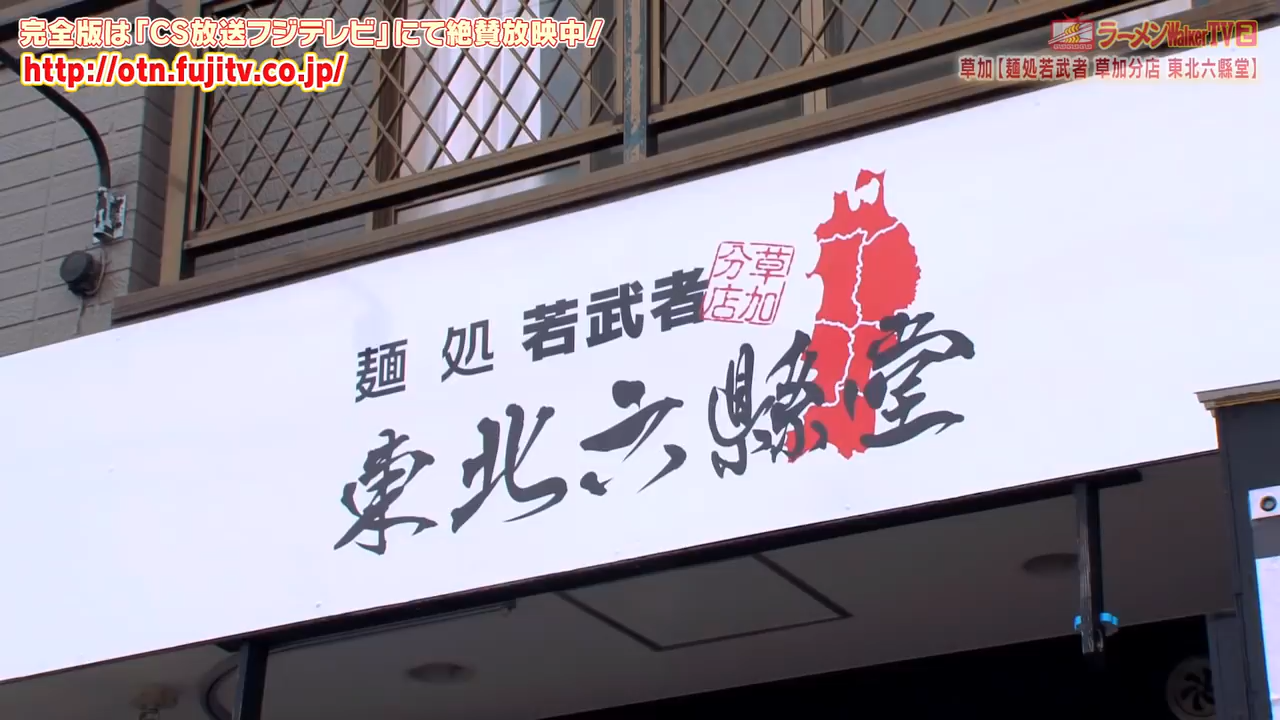 完全版は「CS放送フジテレビ」にて絶賛放映中!
http://otn.fujitv.co.jp/
ラーメンWalkerTV2
草加【麺処若武者 草加分店 東北六縣堂】
麺処 若武者
草加
分店
東北六縣堂